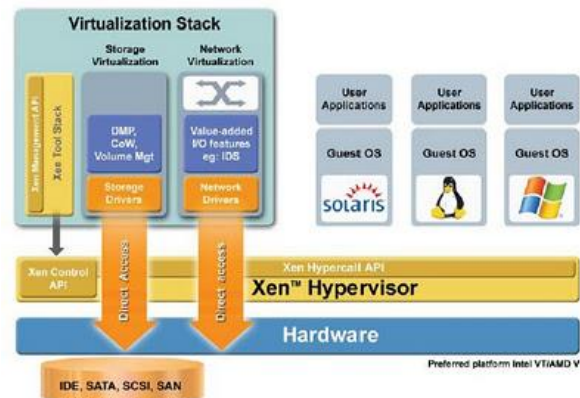 Virtualization Stack
Storage
Virtualization
Network
Virtualization
Xen Management API
Xen Tool Stack
DMP,
CoW,
Volume Mgt
Value-added
I/O features
eg: IDS
Storage
Drivers
Network
Drivers
User
Applications
User
Applications
User
Applications
Guest OS
Guest OS
Guest OS
solaris
Direct Access
Direct access
Xen Control
API
Xen Hypercall API
Xen™ Hypervisor
Hardware
Preferred platform Intel VT/AMD V
IDE, SATA, SCSI, SAN